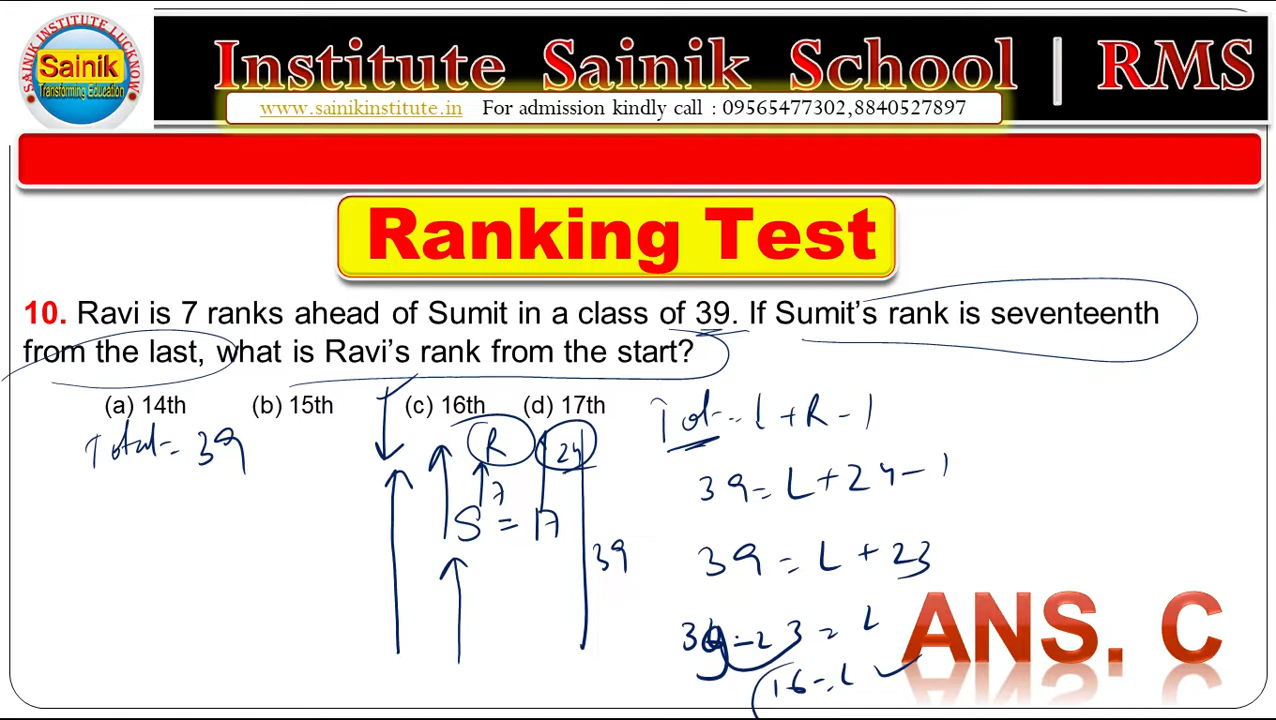 SAINIK INSTITUTE LUCKNOW
Sainik
Transforming Education
Institute Sainik School | RMS
www.sainikinstitute.in For admission kindly call : 09565477302,8840527897
Ranking Test
10. Ravi is 7 ranks ahead of Sumit in a class of 39. If Sumit's rank is seventeenth
from the last, what is Ravi's rank from the start?
(a) 14th (b) 15th (c) 16th (d) 17th
Total = 39
R 24
7
S = 17
39
Tot = L + R - 1
39 = L + 24 - 1
39 = L + 23
39 - 23 = L
16 = L
ANS. C